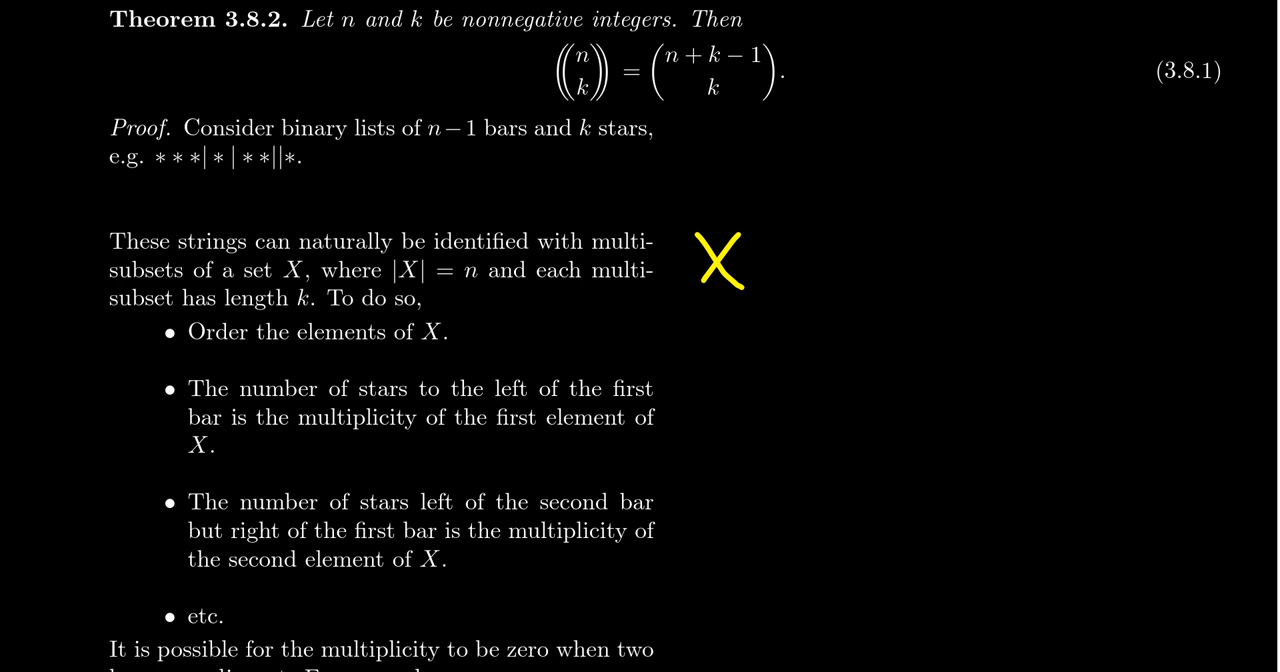 Theorem 3.8.2. Let n and k be nonnegative integers. Then
((n k)) = (n + k − 1 k). (3.8.1)
Proof. Consider binary lists of n − 1 bars and k stars,
e.g. ∗ ∗ ∗| ∗ | ∗ ∗||∗.
These strings can naturally be identified with multi-
subsets of a set X, where |X| = n and each multi-
subset has length k. To do so,
X
• Order the elements of X.
• The number of stars to the left of the first
bar is the multiplicity of the first element of
X.
• The number of stars left of the second bar
but right of the first bar is the multiplicity of
the second element of X.
• etc.
It is possible for the multiplicity to be zero when two